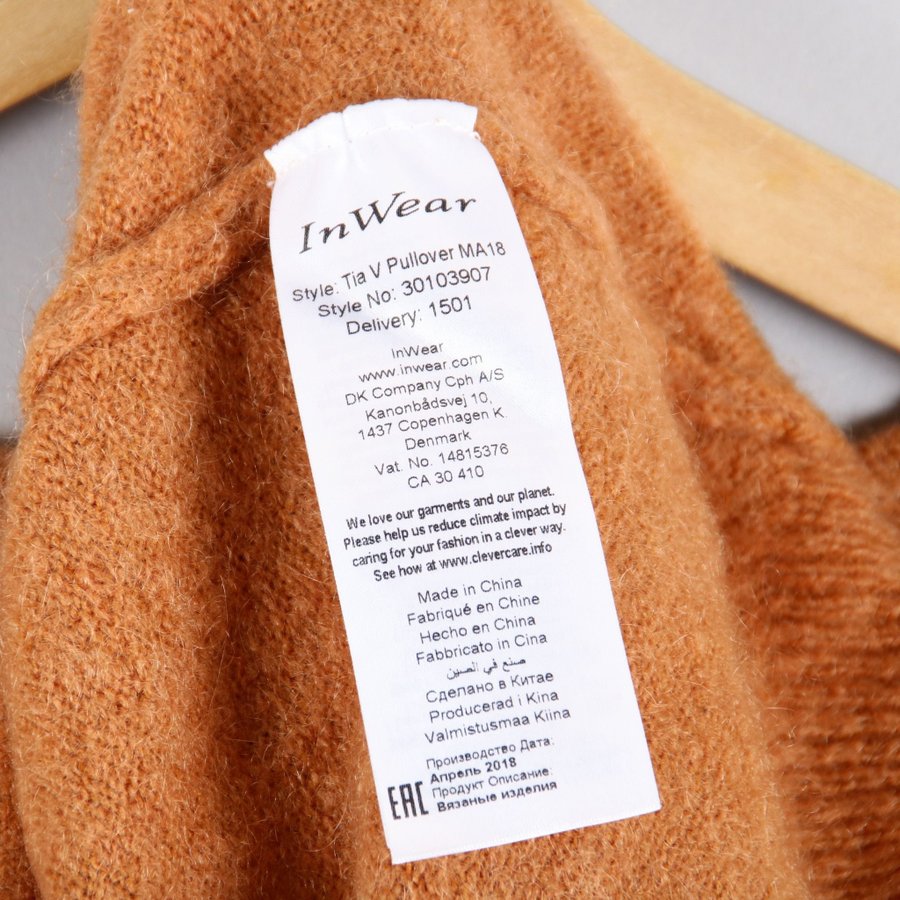 InWear
Style: Tia V Pullover MA18
Style No: 30103907
Delivery: 1501
InWear
www.inwear.com
DK Company Cph A/S
Kanonbådsvej 10,
1437 Copenhagen K.
Denmark
Vat. No. 14815376
CA 30 410
We love our garments and our planet.
Please help us reduce climate impact by
caring for your fashion in a clever way.
See how at www.clevercare.info
Made in China
Fabriqué en Chine
Hecho en China
Fabbricato in Cina
صنع في الصين
Сделано в Китае
Producerad i Kina
Valmistusmaa Kiina
Производство Дата:
Апрель 2018
Продукт Описание:
Вязаные изделия
EAC